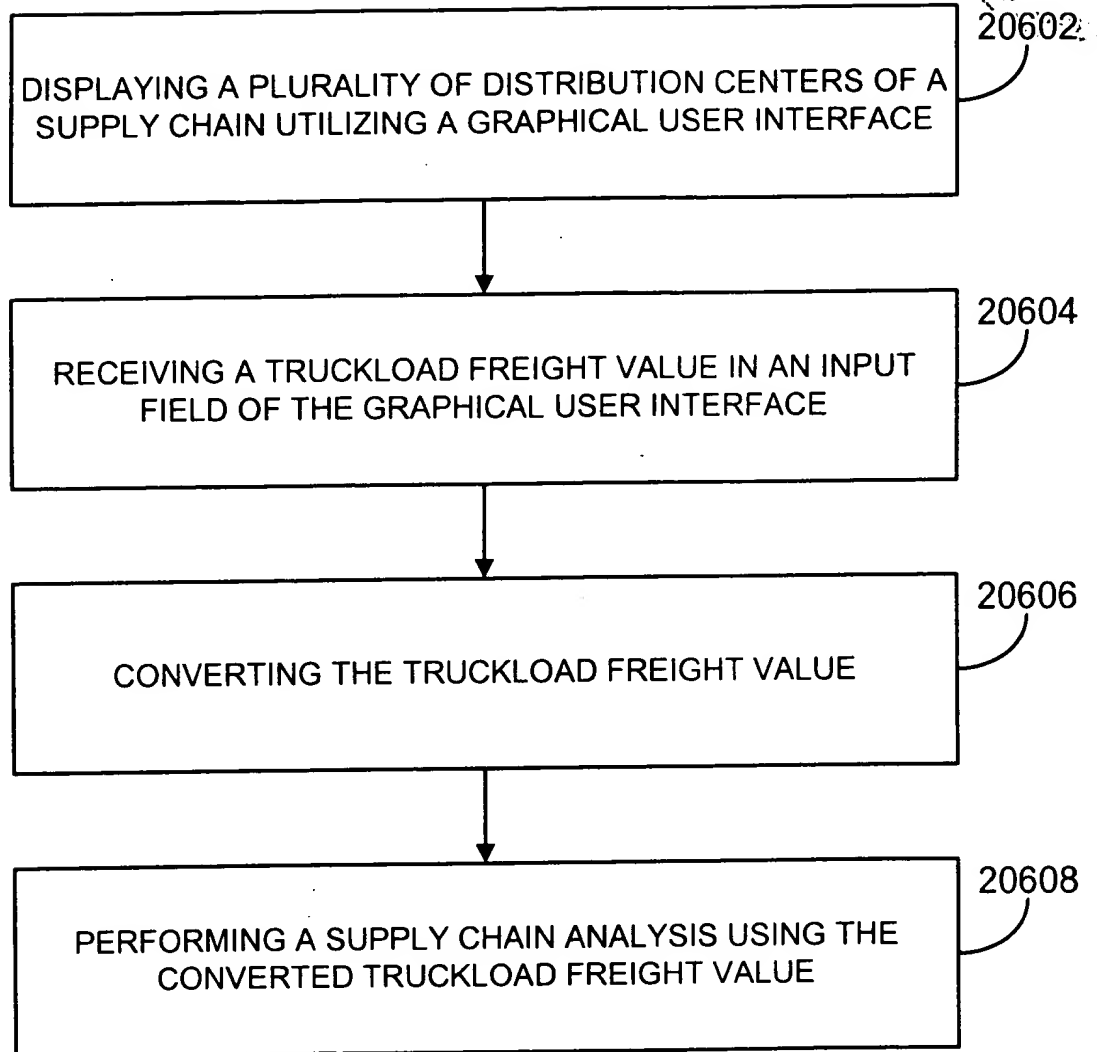 20602
DISPLAYING A PLURALITY OF DISTRIBUTION CENTERS OF A
SUPPLY CHAIN UTILIZING A GRAPHICAL USER INTERFACE
20604
RECEIVING A TRUCKLOAD FREIGHT VALUE IN AN INPUT
FIELD OF THE GRAPHICAL USER INTERFACE
20606
CONVERTING THE TRUCKLOAD FREIGHT VALUE
20608
PERFORMING A SUPPLY CHAIN ANALYSIS USING THE
CONVERTED TRUCKLOAD FREIGHT VALUE